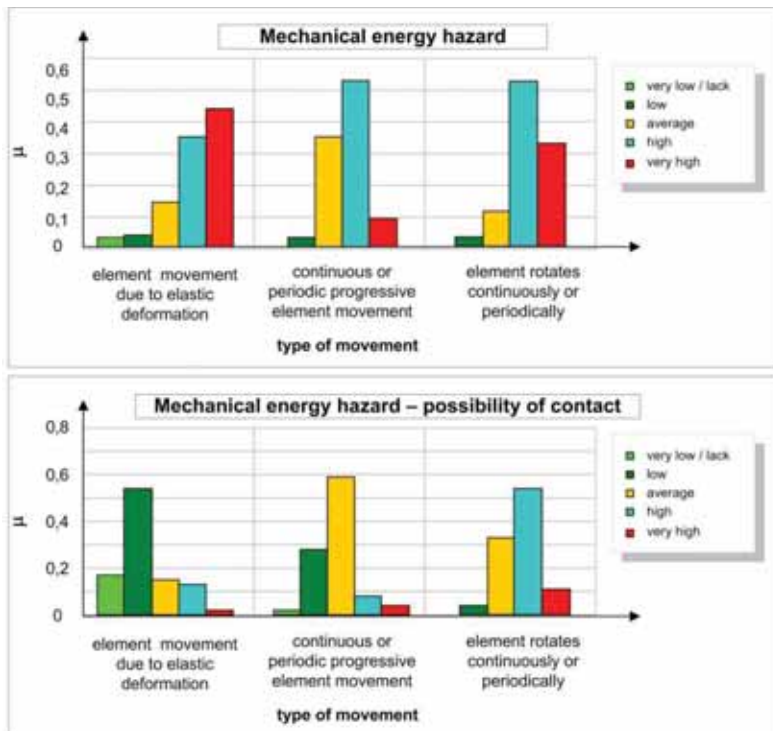 Mechanical energy hazard
0,6
0,5
0,4
0,3
0,2
0,1
0
μ
very low / lack
low
average
high
very high
element movement
due to elastic
deformation
continuous or
periodic progressive
element movement
element rotates
continuously or
periodically
type of movement
Mechanical energy hazard – possibility of contact
0,8
0,6
0,4
0,2
0
μ
very low / lack
low
average
high
very high
element movement
due to elastic
deformation
continuous or
periodic progressive
element movement
element rotates
continuously or
periodically
type of movement